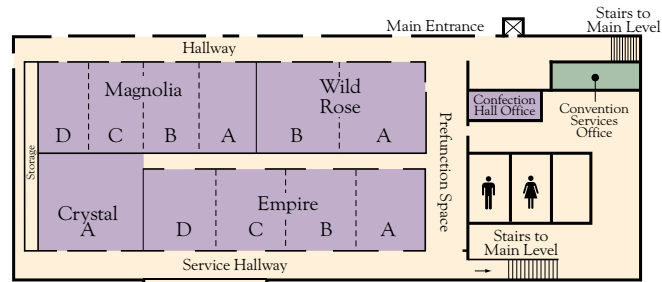 Stairs to
Main Level
Main Entrance
Hallway
Magnolia
Wild
Rose
D C B A B A
Confection
Hall Office
Convention
Services
Office
Prefunction Space
Storage
Crystal
A
Empire
D C B A
Stairs to
Main Level
Service Hallway